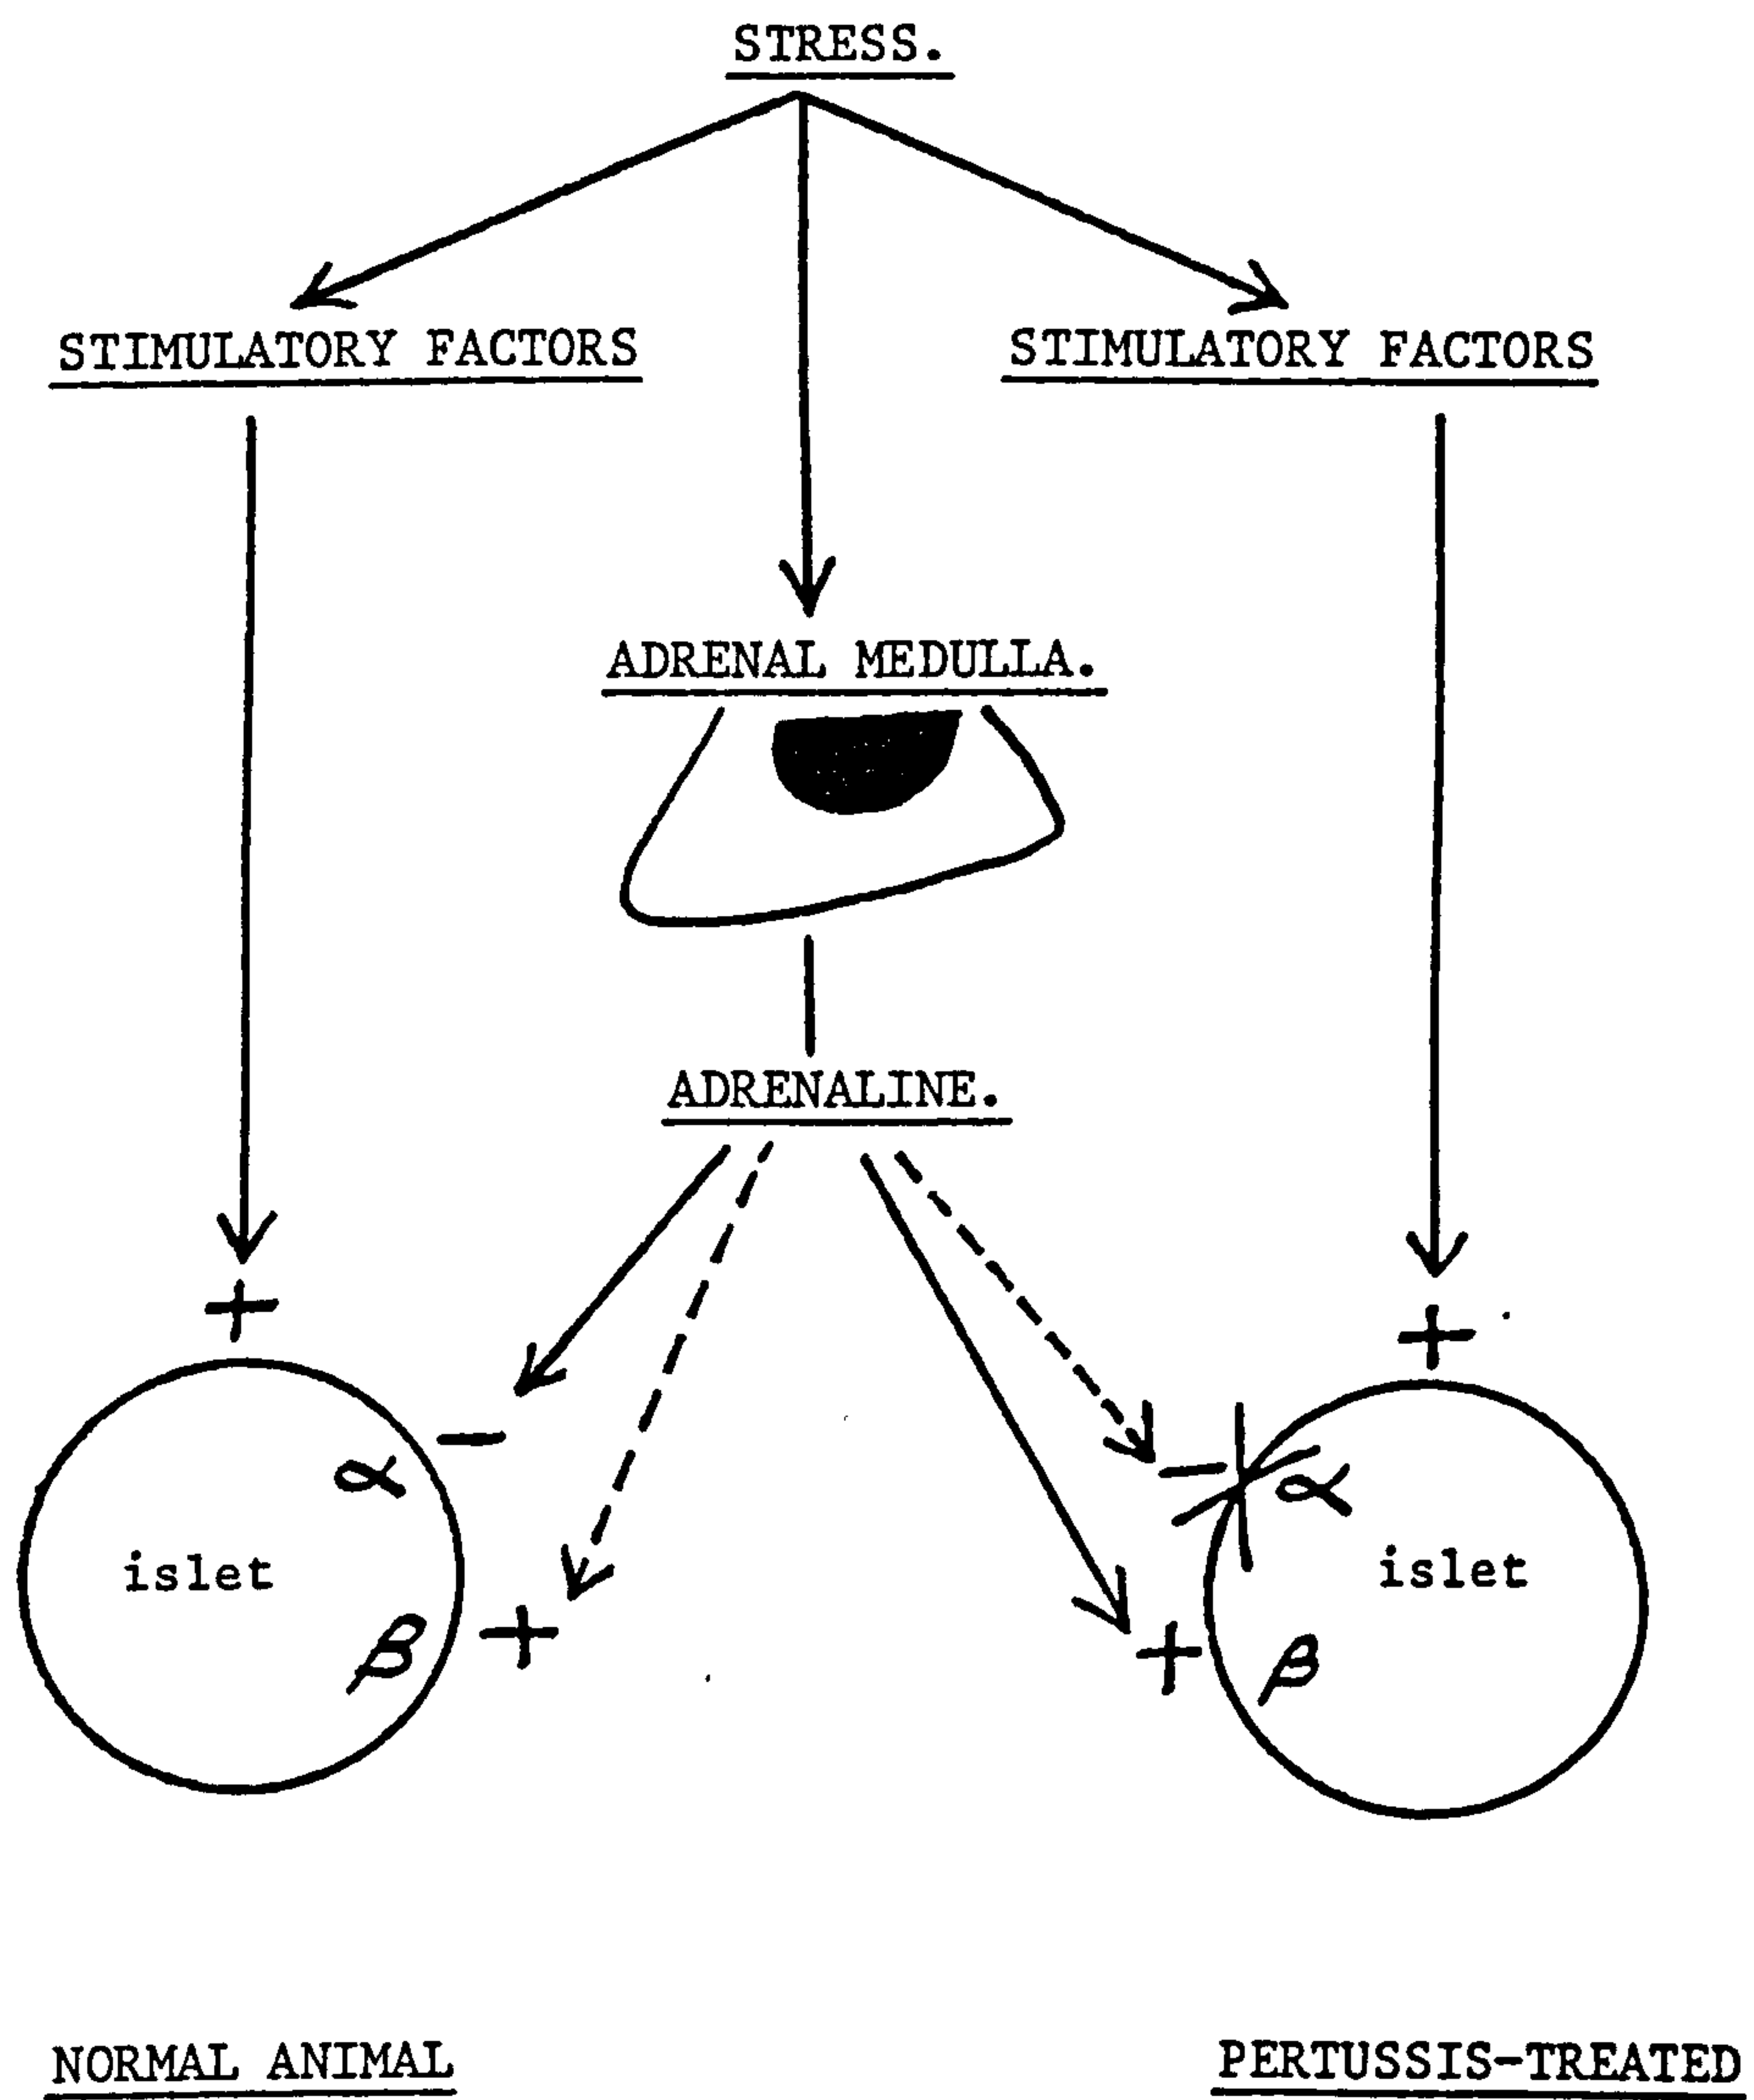 STRESS.
STIMULATORY FACTORS
STIMULATORY FACTORS
ADRENAL MEDULLA.
ADRENALINE.
+
+
−
α
− α
islet
islet
β +
+ β
NORMAL ANIMAL
PERTUSSIS-TREATED